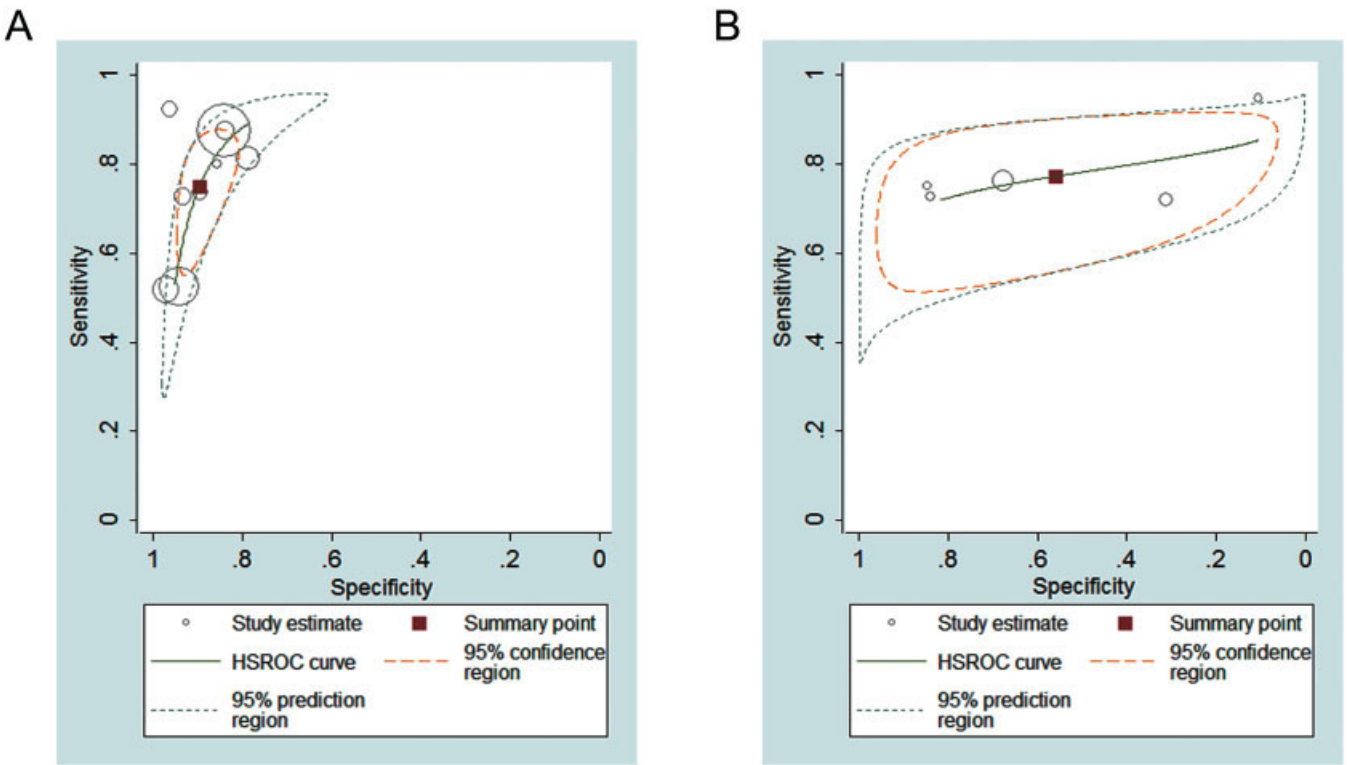 A
Sensitivity
1
.8
.6
.4
.2
0
1 .8 .6 .4 .2 0
Specificity
Study estimate Summary point
HSROC curve 95% confidence
region
95% prediction
region
B
Sensitivity
1
.8
.6
.4
.2
0
1 .8 .6 .4 .2 0
Specificity
Study estimate Summary point
HSROC curve 95% confidence
region
95% prediction
region